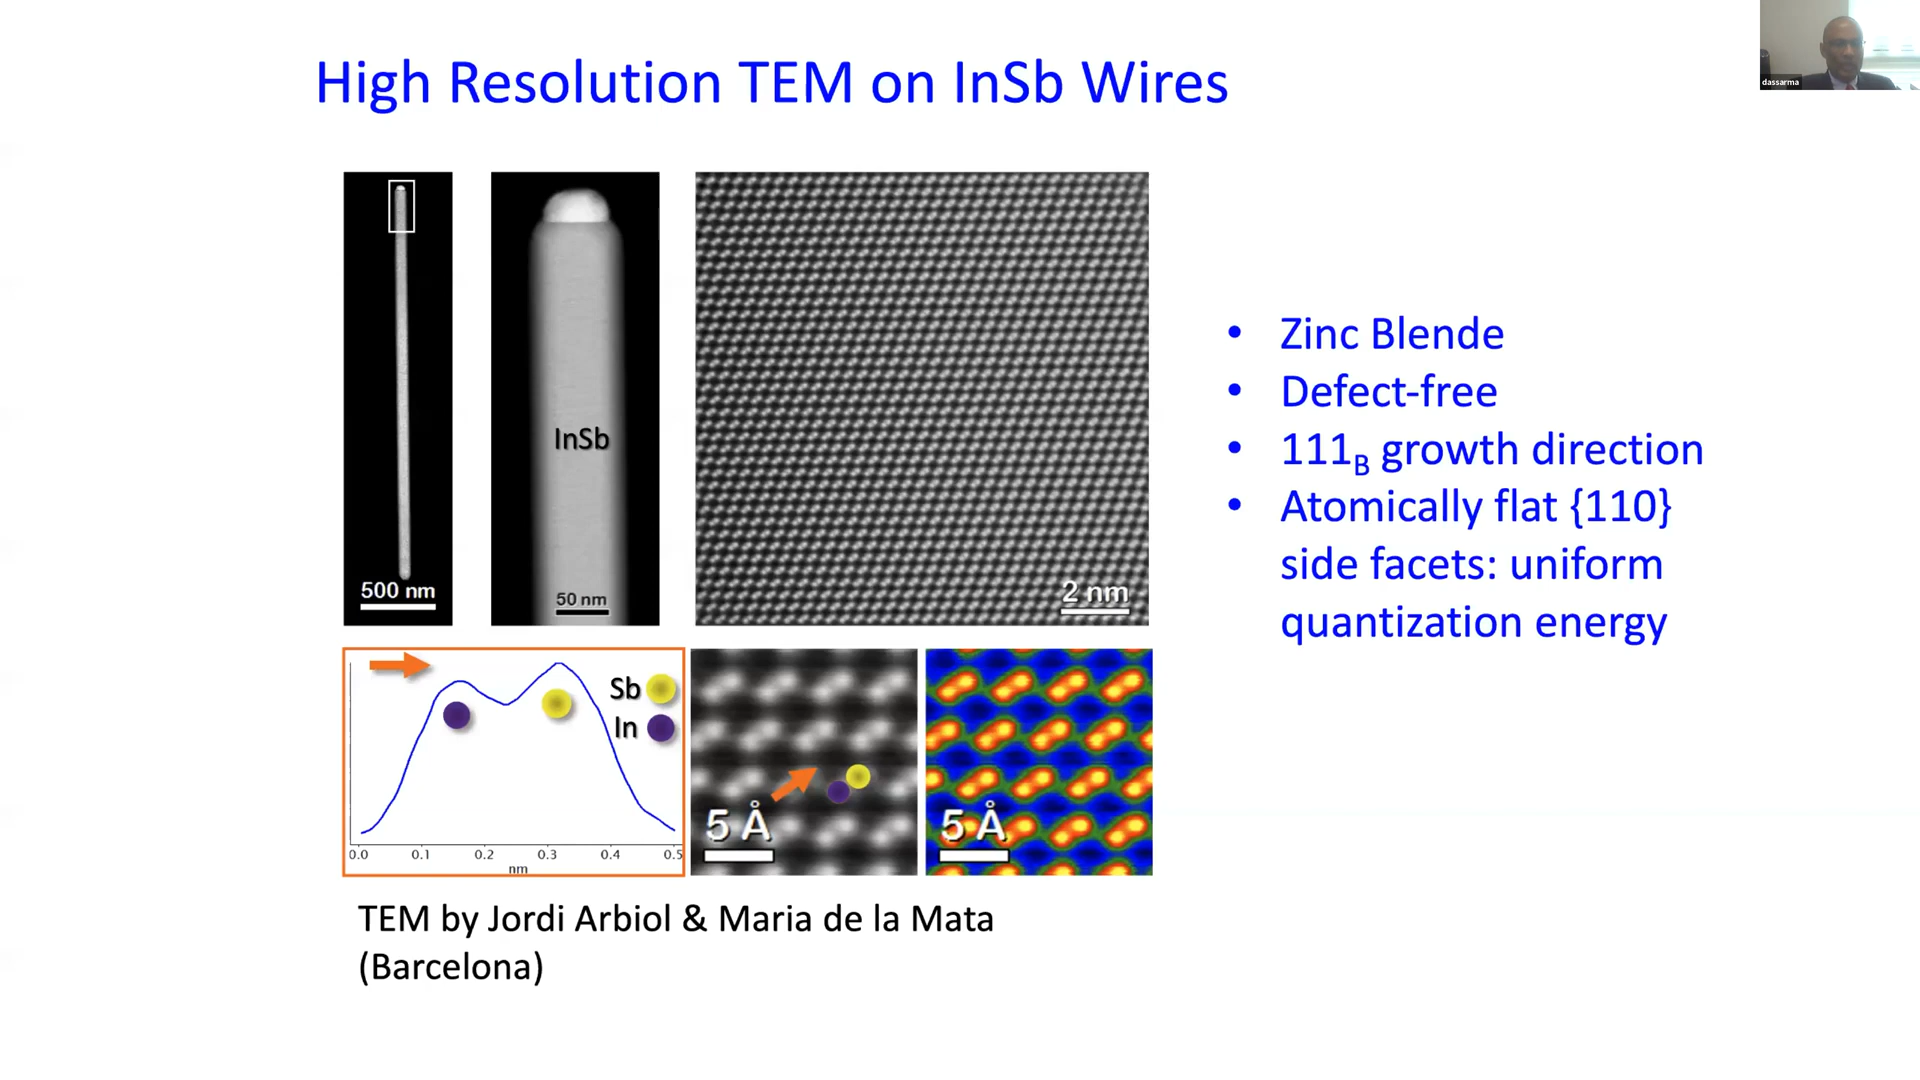 High Resolution TEM on InSb Wires
dassarma
500 nm
InSb
50 nm
2 nm
• Zinc Blende
• Defect-free
• 111B growth direction
• Atomically flat {110}
side facets: uniform
quantization energy
Sb
In
0.0 0.1 0.2 0.3 0.4 0.5
nm
5 Å
5 Å
TEM by Jordi Arbiol & Maria de la Mata
(Barcelona)